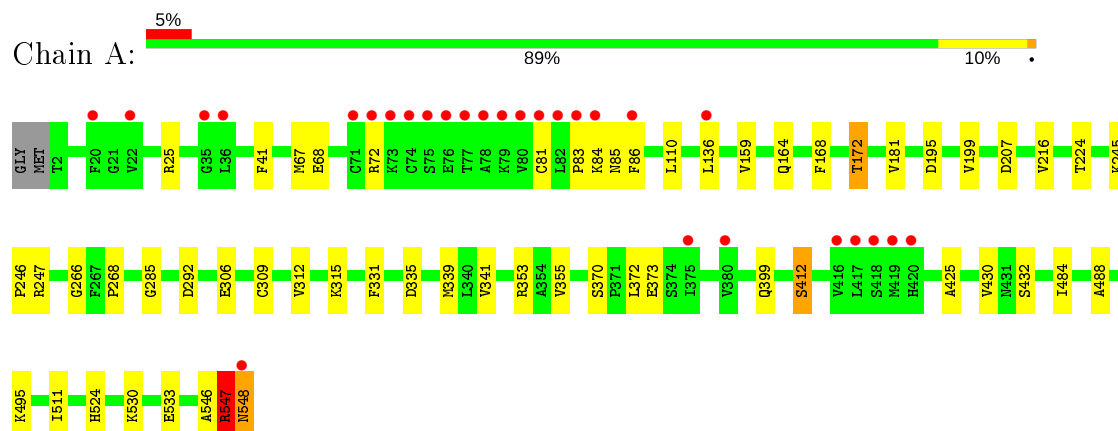 5%
Chain A:
89% 10% •
GLY MET T2 F20 G21 V22 R25 G35 L36 F41 M67 E68 C71 R72 K73 C74 S75 E76 T77 A78 K79 V80 C81 L82 P83 K84 N85 F86 L110 L136 V159 Q164 F168 T172 V181 D195 V199 D207 V216 T224 K245
P246 R247 G266 F267 P268 G285 D292 E306 C309 V312 K315 F331 D335 M339 L340 V341 R353 A354 V355 S370 P371 L372 E373 S374 I375 V380 Q399 S412 V416 L417 S418 M419 H420 A425 V430 N431 S432 I484 A488
K495 I511 H524 K530 E533 A546 R547 N548